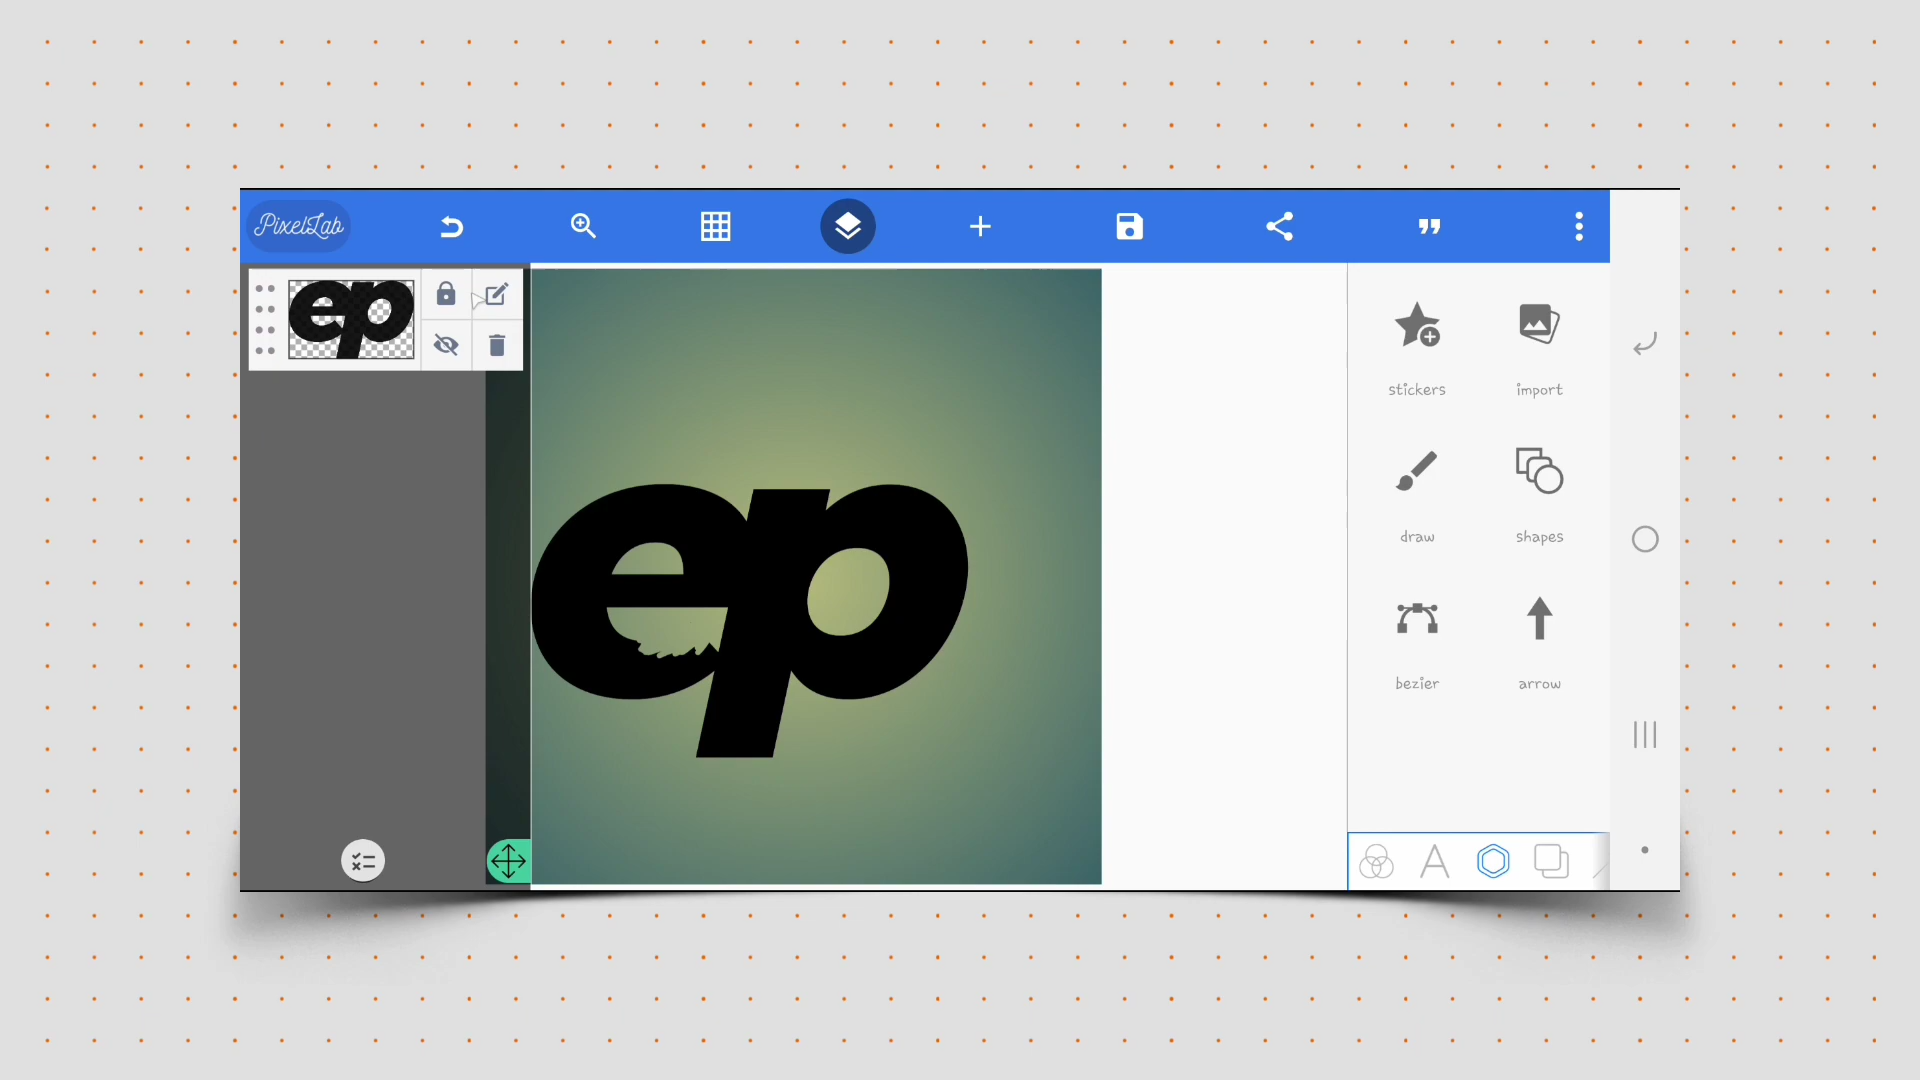 PixelLab
ep
stickers
import
ep
draw
shapes
bezier
arrow